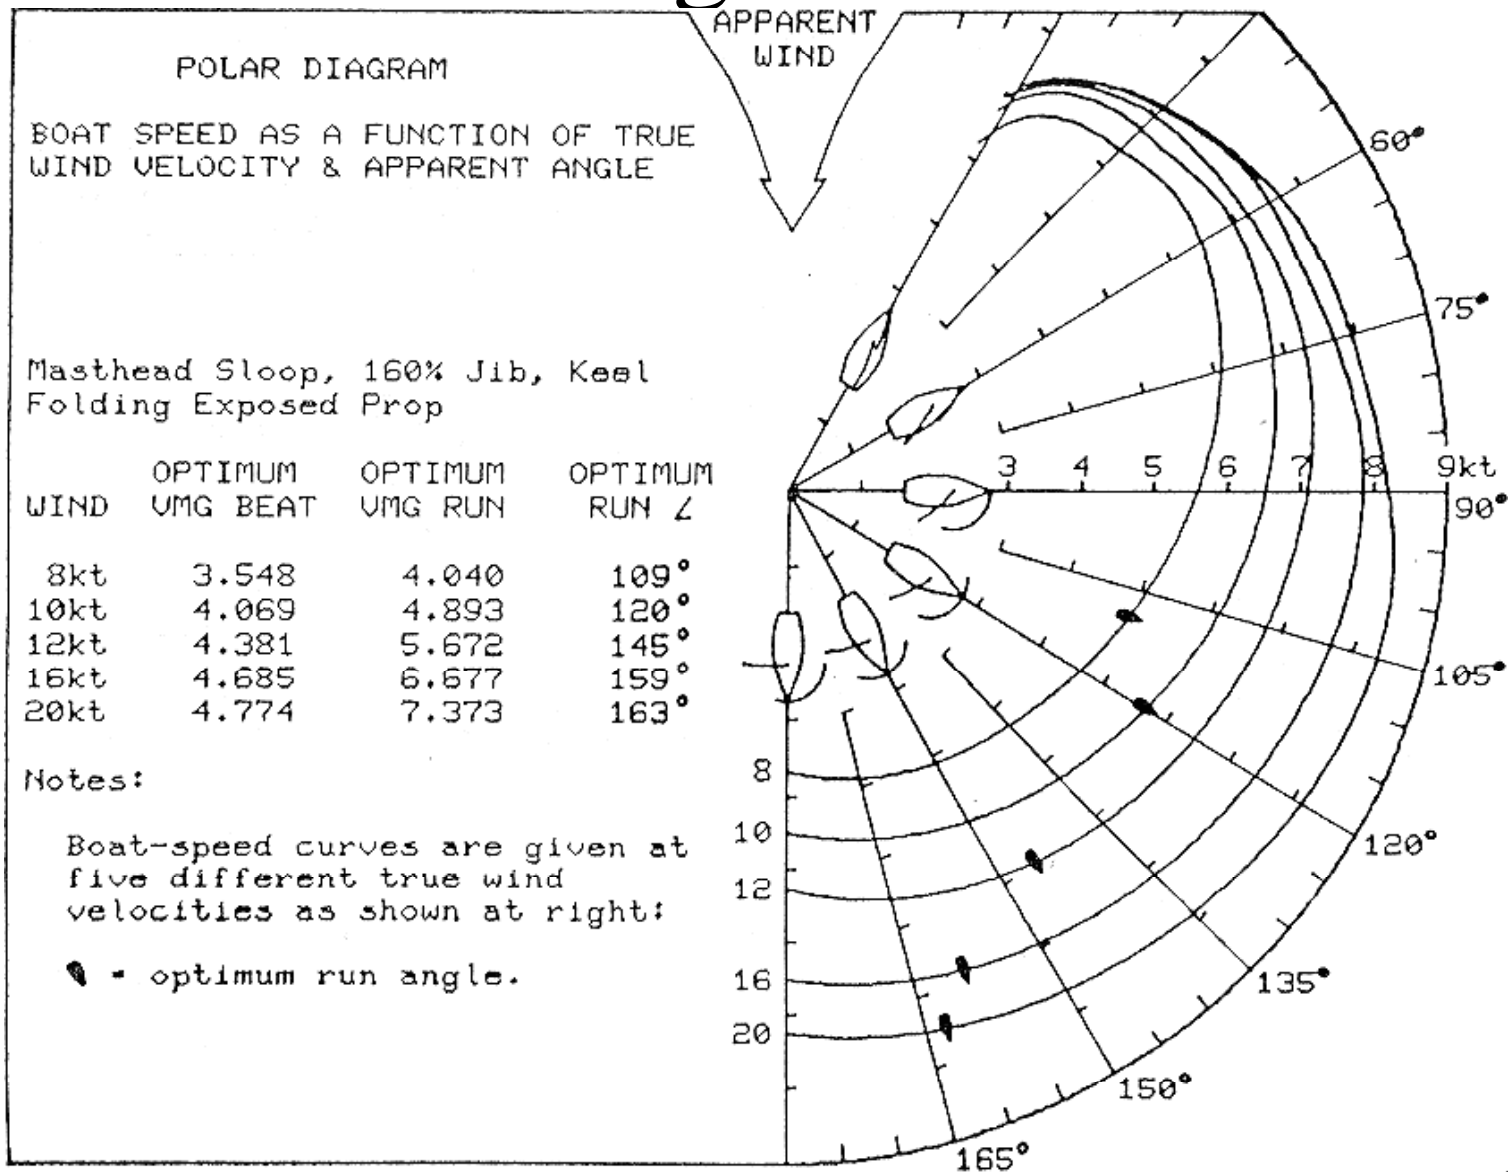 POLAR DIAGRAM
BOAT SPEED AS A FUNCTION OF TRUE
WIND VELOCITY & APPARENT ANGLE
Masthead Sloop, 160% Jib, Keel
Folding Exposed Prop
WIND OPTIMUM VMG BEAT OPTIMUM VMG RUN OPTIMUM RUN ∠
8kt 3.548 4.040 109°
10kt 4.069 4.893 120°
12kt 4.381 5.672 145°
16kt 4.685 6.677 159°
20kt 4.774 7.373 163°
Notes:
Boat-speed curves are given at
five different true wind
velocities as shown at right:
= optimum run angle.
APPARENT
WIND
60°
75°
3 4 5 6 7 8 9kt
90°
105°
120°
135°
150°
165°
8
10
12
16
20